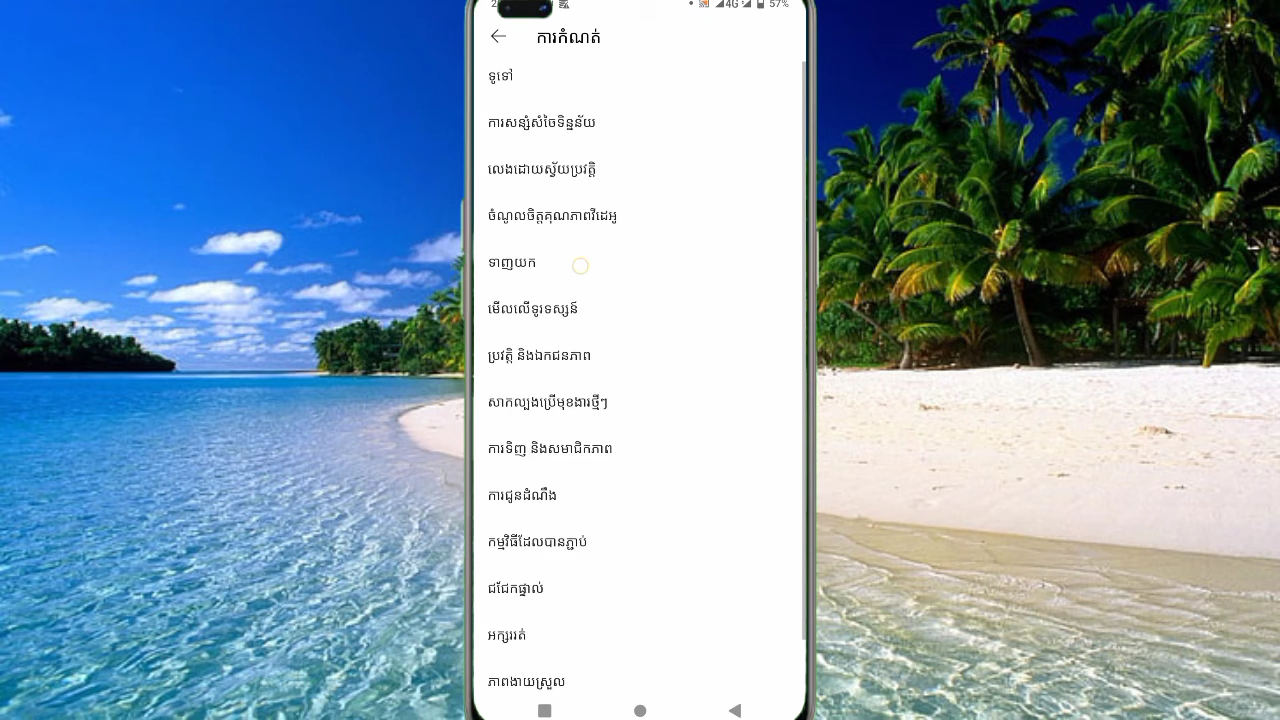 4G 57%
ការកំណត់
ទូទៅ
ការសន្សំសំចៃទិន្នន័យ
លេងដោយស្វ័យប្រវត្តិ
ចំណូលចិត្តគុណភាពវីដេអូ
ទាញយក
មើលលើទូរទស្សន៍
ប្រវត្តិ និងឯកជនភាព
សាកល្បងប្រើមុខងារថ្មីៗ
ការទិញ និងសមាជិកភាព
ការជូនដំណឹង
កម្មវិធីដែលបានភ្ជាប់
ជជែកផ្ទាល់
អក្សររត់
ភាពងាយស្រួល